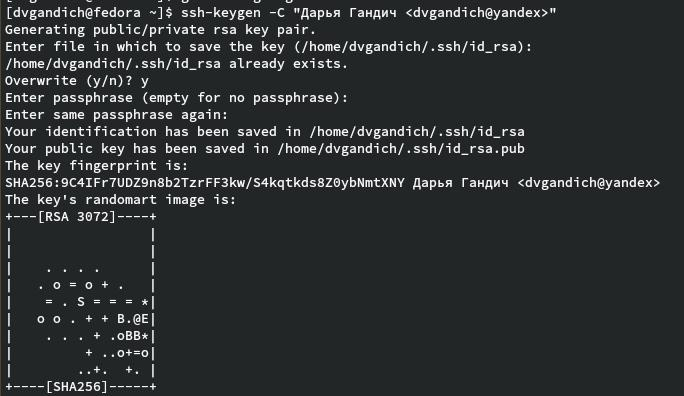 [dvgandich@fedora ~]$ ssh-keygen -C "Дарья Гандич <dvgandich@yandex>"
Generating public/private rsa key pair.
Enter file in which to save the key (/home/dvgandich/.ssh/id_rsa):
/home/dvgandich/.ssh/id_rsa already exists.
Overwrite (y/n)? y
Enter passphrase (empty for no passphrase):
Enter same passphrase again:
Your identification has been saved in /home/dvgandich/.ssh/id_rsa
Your public key has been saved in /home/dvgandich/.ssh/id_rsa.pub
The key fingerprint is:
SHA256:9C4IFr7UDZ9n8b2TzrFF3kw/S4kqtkds8Z0ybNmtXNY Дарья Гандич <dvgandich@yandex>
The key's randomart image is:
+---[RSA 3072]----+
|                 |
|                 |
|    . . . .      |
|   . o = o + .   |
|    = . S = = = *|
|   o o . + + B.@E|
|    . . . + .oBB*|
|         + ..o+=o|
|        ..+.  +. |
+----[SHA256]-----+